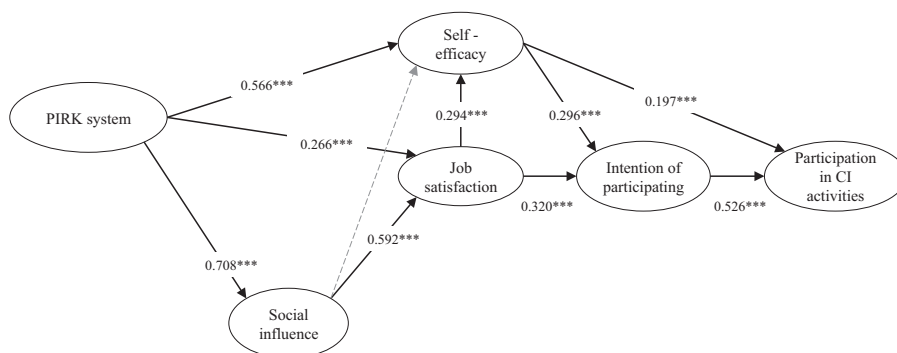 Self -
efficacy
0.566***
PIRK system
0.294***
0.296***
0.197***
0.266***
Job
satisfaction
Intention of
participating
Participation
in CI
activities
0.320***
0.526***
0.592***
0.708***
Social
influence